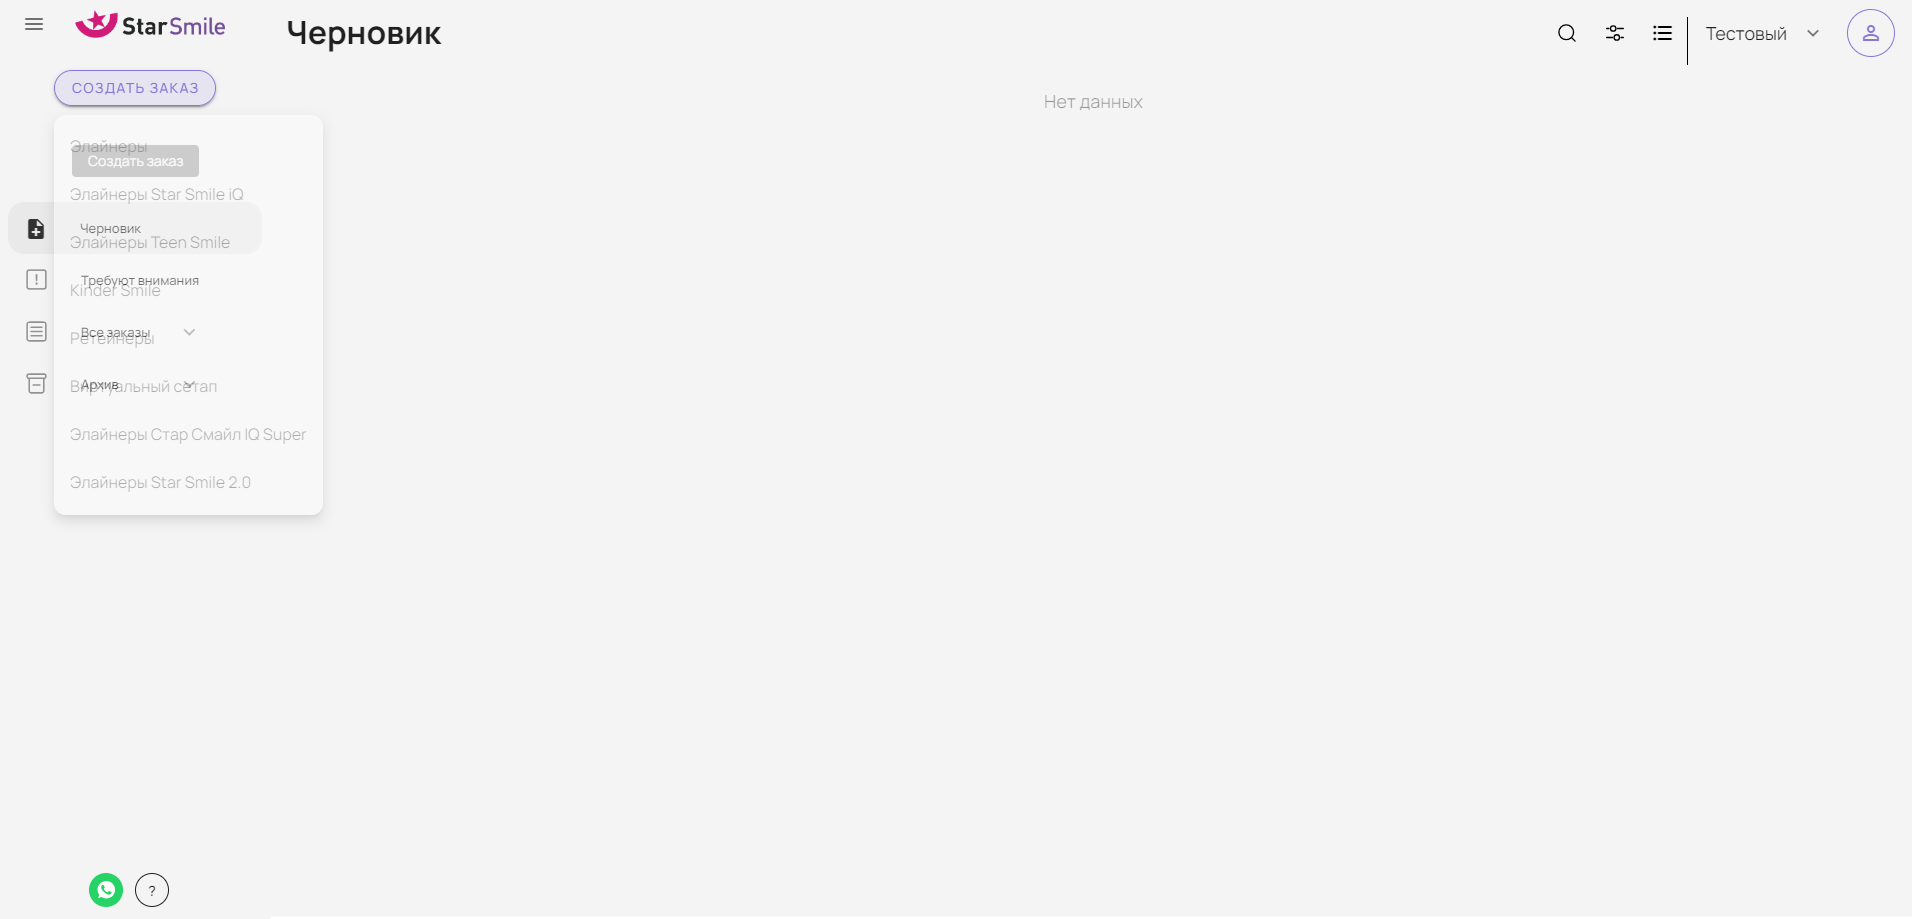 StarSmile
Черновик
Тестовый
СОЗДАТЬ ЗАКАЗ
Нет данных
Элайнеры
Создать заказ
Элайнеры Star Smile iQ
Черновик
Элайнеры Teen Smile
Требуют внимания
Kinder Smile
Все заказы
Ретейнеры
Архив
Виртуальный сетап
Элайнеры Стар Смайл IQ Super
Элайнеры Star Smile 2.0
?